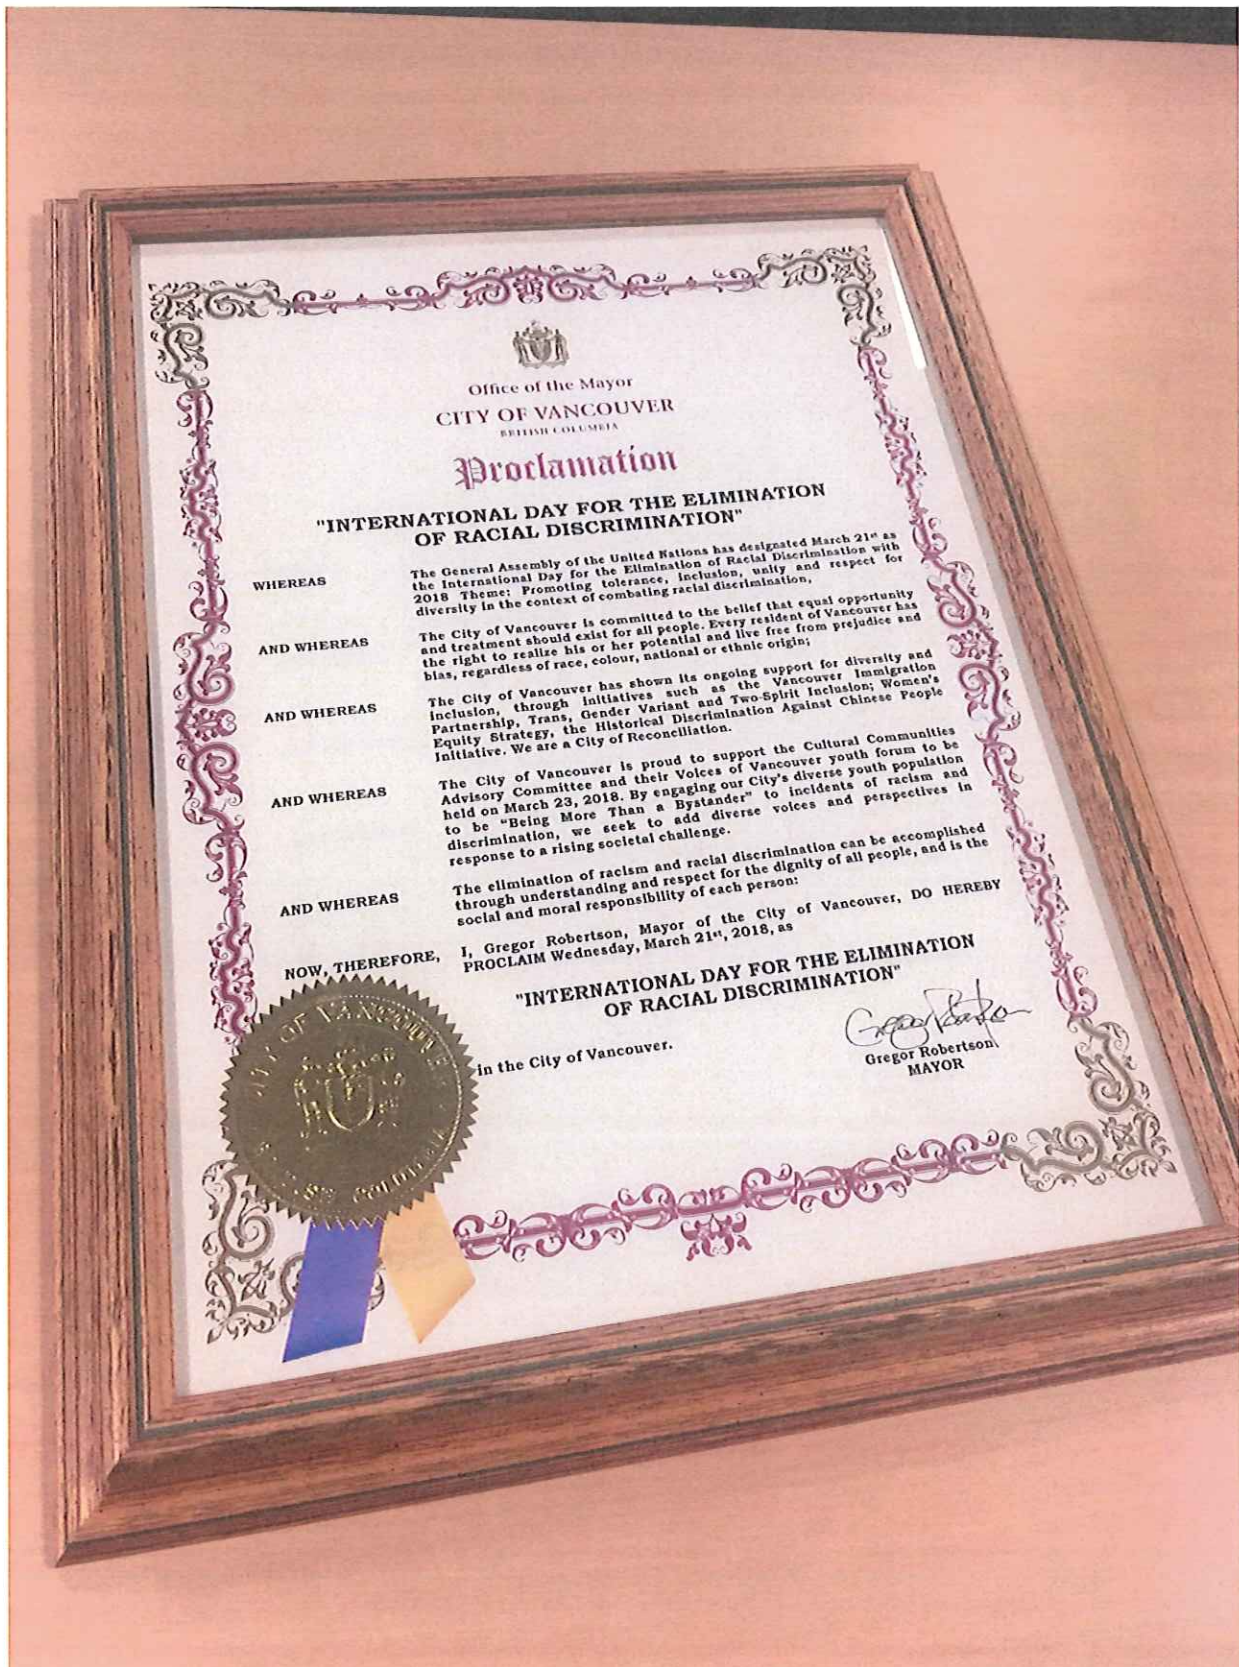 Office of the Mayor
CITY OF VANCOUVER
BRITISH COLUMBIA
Proclamation
"INTERNATIONAL DAY FOR THE ELIMINATION
OF RACIAL DISCRIMINATION"
WHEREAS
The General Assembly of the United Nations has designated March 21st as
the International Day for the Elimination of Racial Discrimination with
2018 Theme: Promoting tolerance, inclusion, unity and respect for
diversity in the context of combating racial discrimination,
AND WHEREAS
The City of Vancouver is committed to the belief that equal opportunity
and treatment should exist for all people. Every resident of Vancouver has
the right to realize his or her potential and live free from prejudice and
bias, regardless of race, colour, national or ethnic origin;
AND WHEREAS
The City of Vancouver has shown its ongoing support for diversity and
inclusion, through initiatives such as the Vancouver Immigration
Partnership, Trans, Gender Variant and Two-Spirit Inclusion; Women's
Equity Strategy, the Historical Discrimination Against Chinese People
Initiative. We are a City of Reconciliation.
AND WHEREAS
The City of Vancouver is proud to support the Cultural Communities
Advisory Committee and their Voices of Vancouver youth forum to be
held on March 23, 2018. By engaging our City's diverse youth population
to be "Being More Than a Bystander" to incidents of racism and
discrimination, we seek to add diverse voices and perspectives in
response to a rising societal challenge.
AND WHEREAS
The elimination of racism and racial discrimination can be accomplished
through understanding and respect for the dignity of all people, and is the
social and moral responsibility of each person:
NOW, THEREFORE,
I, Gregor Robertson, Mayor of the City of Vancouver, DO HEREBY
PROCLAIM Wednesday, March 21st, 2018, as
"INTERNATIONAL DAY FOR THE ELIMINATION
OF RACIAL DISCRIMINATION"
in the City of Vancouver.
Gregor Robertson
MAYOR
CITY OF VANCOUVER
COLUMBIA